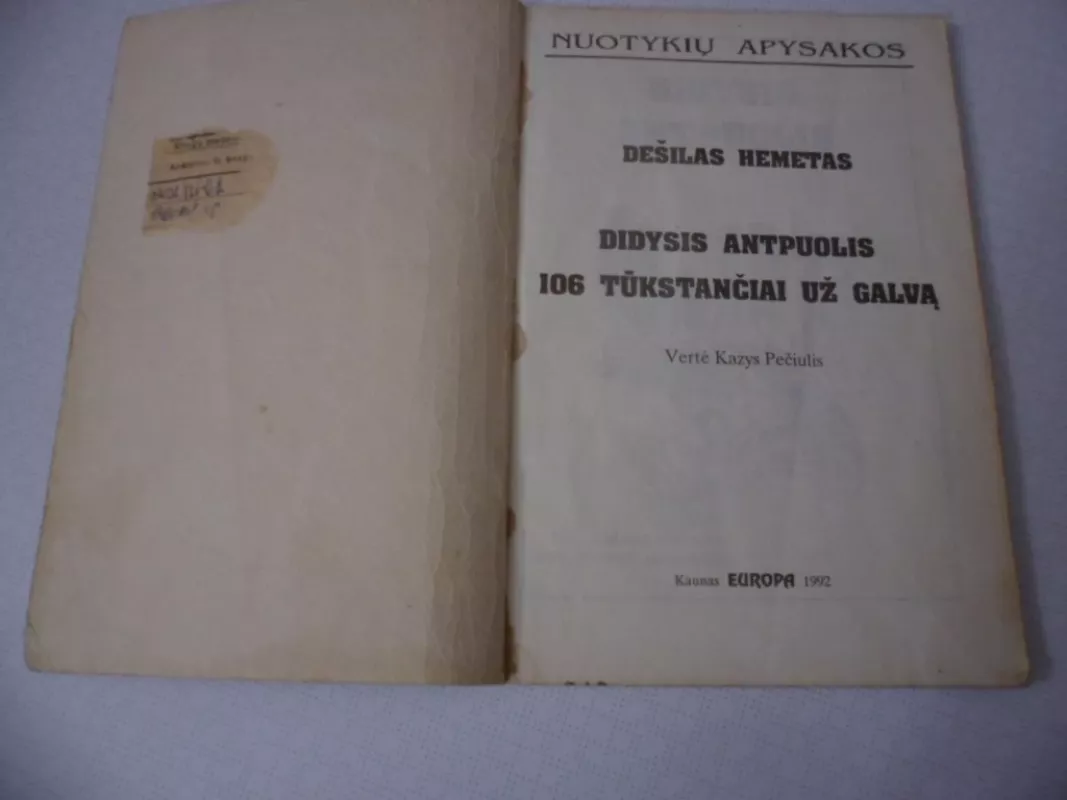 NUOTYKIŲ APYSAKOS
DEŠILAS HEMETAS
DIDYSIS ANTPUOLIS
106 TŪKSTANČIAI UŽ GALVĄ
Vertė Kazys Pečiulis
Kaunas EUROPA 1992